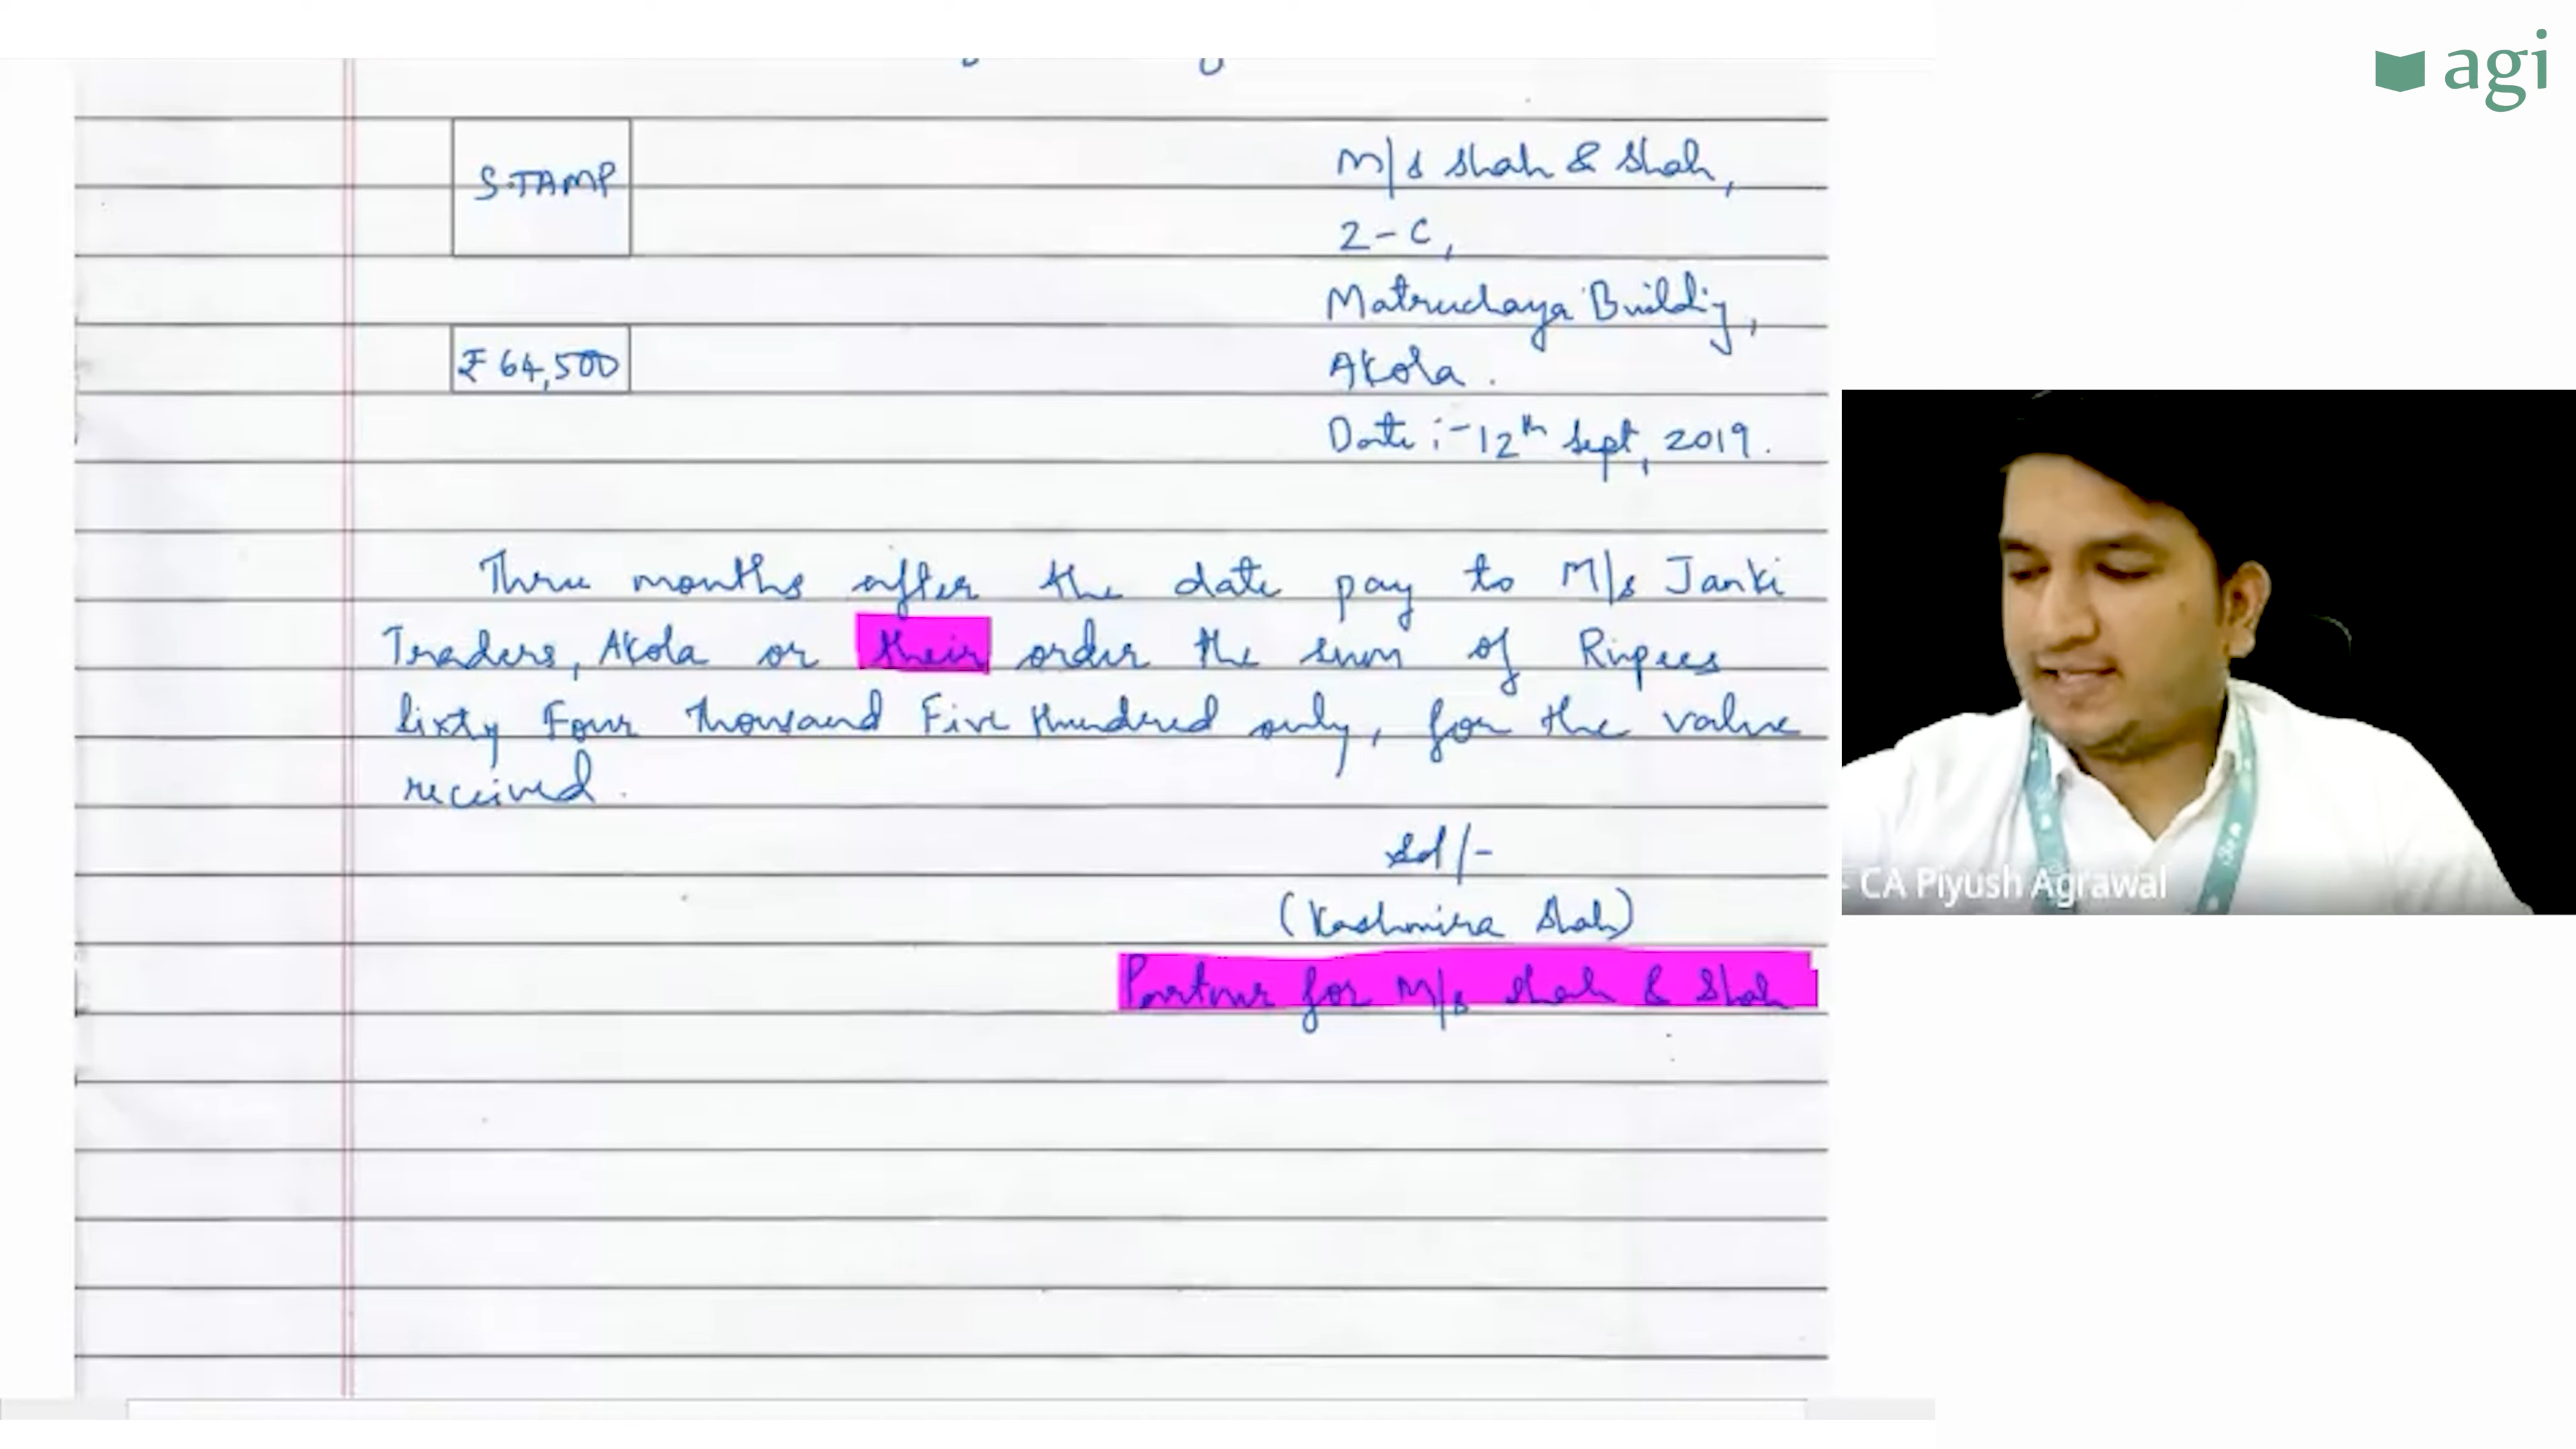 agi
STAMP
M/s Shah & Shah,
2-C,
Matruchaya Building,
₹ 64,500
Akola.
Date :- 12th Sept, 2019.
Three months after the date pay to M/s Janki
Traders, Akola or their order the sum of Rupees
Sixty Four Thousand Five Hundred only, for the value
received.
sd/-
(Kashmira Shah)
Partner for M/s Shah & Shah
CA Piyush Agrawal